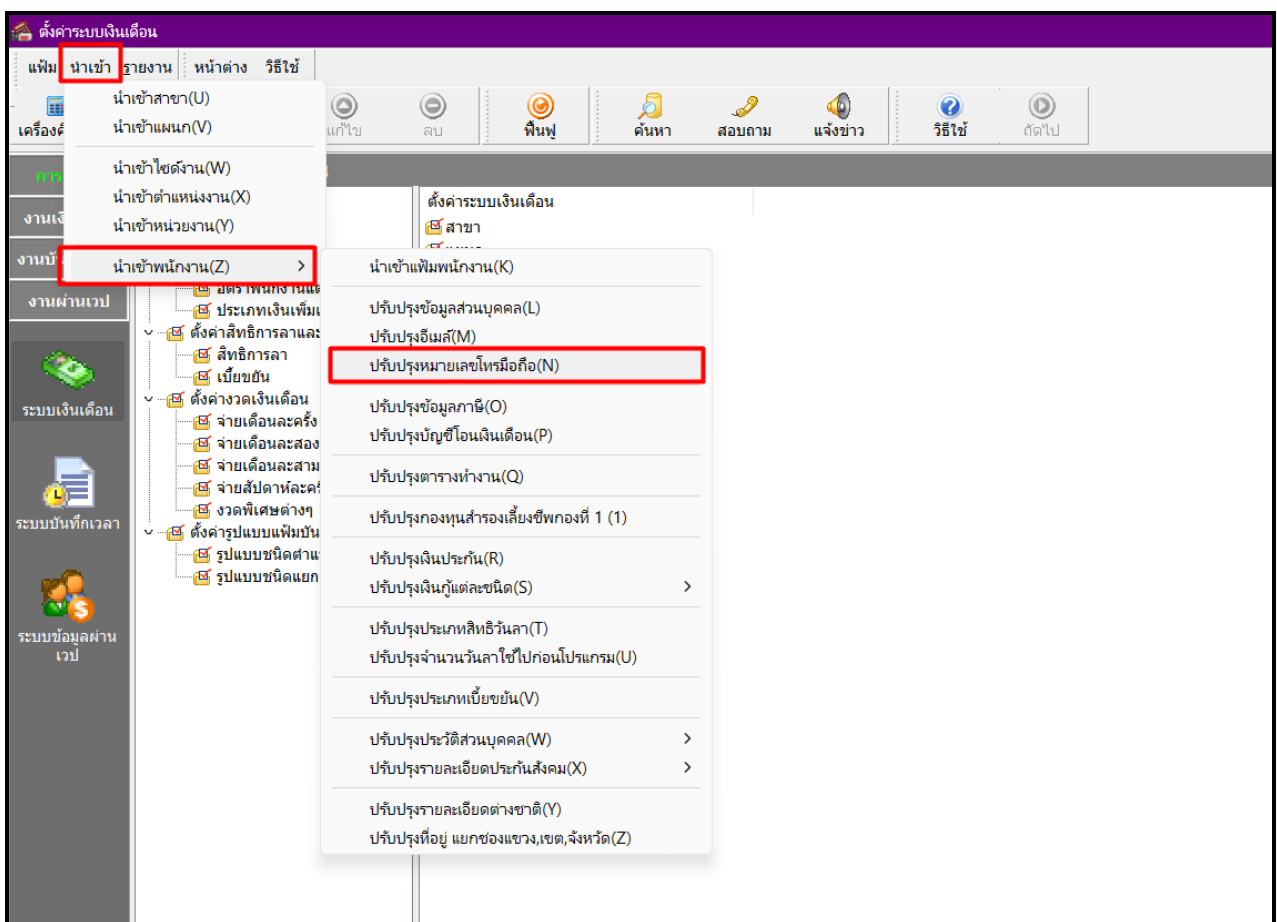 ตั้งค่าระบบเงินเดือน
แฟ้ม นำเข้า รายงาน หน้าต่าง วิธีใช้
แก้ไข ลบ ฟื้นฟู ค้นหา สอบถาม แจ้งข่าว วิธีใช้ ถัดไป
นำเข้าสาขา(U)
นำเข้าแผนก(V)
นำเข้าไซด์งาน(W)
นำเข้าตำแหน่งงาน(X)
นำเข้าหน่วยงาน(Y)
นำเข้าพนักงาน(Z)
งานผ่านเวป
ระบบเงินเดือน
ระบบบันทึกเวลา
ระบบข้อมูลผ่าน
เวป
ตั้งค่าสิทธิการลาและ
สิทธิการลา
เบี้ยขยัน
ตั้งค่างวดเงินเดือน
จ่ายเดือนละครั้ง
จ่ายเดือนละสอง
จ่ายเดือนละสาม
จ่ายสัปดาห์ละครั้
งวดพิเศษต่างๆ
ตั้งค่ารูปแบบแฟ้มบัน
รูปแบบชนิดตำแ
รูปแบบชนิดแยก
ตั้งค่าระบบเงินเดือน
สาขา
นำเข้าแฟ้มพนักงาน(K)
ปรับปรุงข้อมูลส่วนบุคคล(L)
ปรับปรุงอีเมล์(M)
ปรับปรุงหมายเลขโทรมือถือ(N)
ปรับปรุงข้อมูลภาษี(O)
ปรับปรุงบัญชีโอนเงินเดือน(P)
ปรับปรุงตารางทำงาน(Q)
ปรับปรุงกองทุนสำรองเลี้ยงชีพกองที่ 1 (1)
ปรับปรุงเงินประกัน(R)
ปรับปรุงเงินกู้แต่ละชนิด(S)
ปรับปรุงประเภทสิทธิวันลา(T)
ปรับปรุงจำนวนวันลาใช้ไปก่อนโปรแกรม(U)
ปรับปรุงประเภทเบี้ยขยัน(V)
ปรับปรุงประวัติส่วนบุคคล(W)
ปรับปรุงรายละเอียดประกันสังคม(X)
ปรับปรุงรายละเอียดต่างชาติ(Y)
ปรับปรุงที่อยู่ แยกช่องแขวง,เขต,จังหวัด(Z)